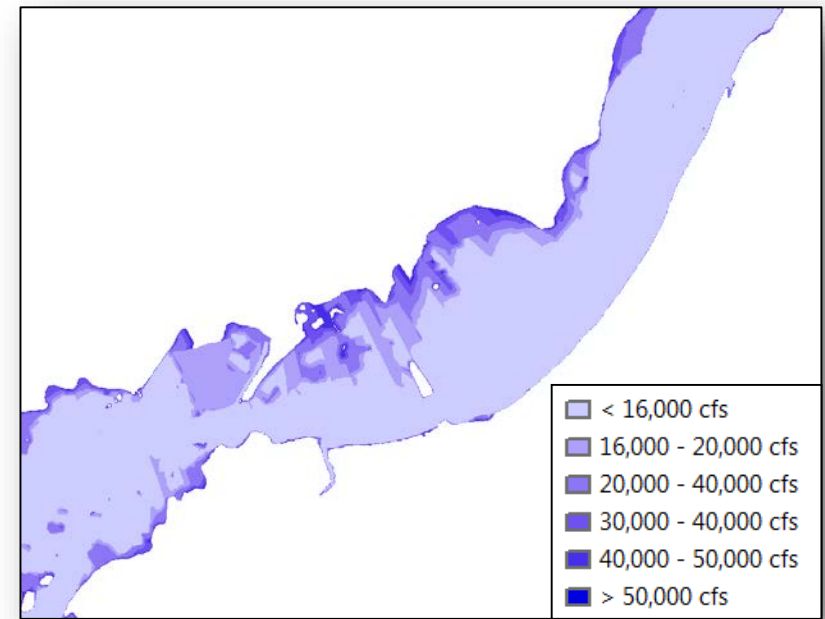 < 16,000 cfs
16,000 - 20,000 cfs
20,000 - 40,000 cfs
30,000 - 40,000 cfs
40,000 - 50,000 cfs
> 50,000 cfs